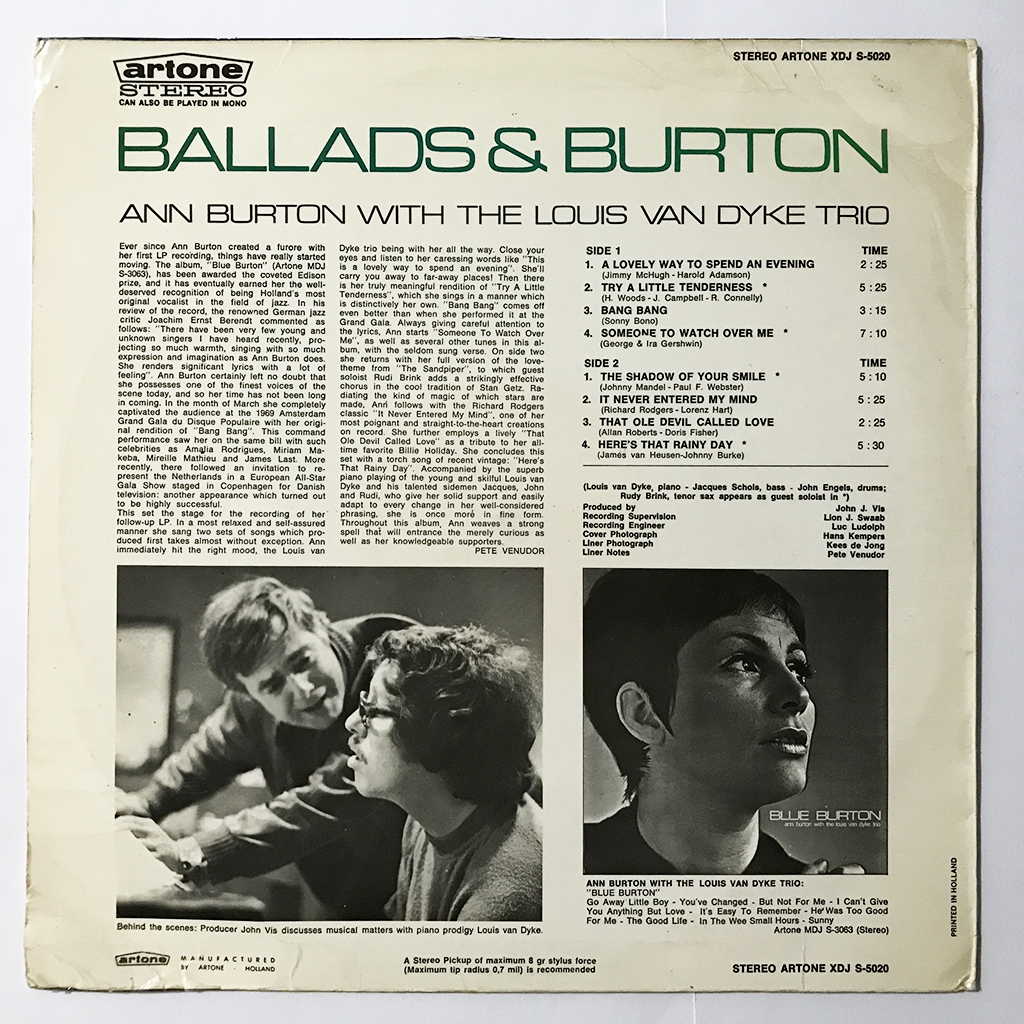 artone
STEREO
CAN ALSO BE PLAYED IN MONO
STEREO ARTONE XDJ S-5020
BALLADS & BURTON
ANN BURTON WITH THE LOUIS VAN DYKE TRIO
Ever since Ann Burton created a furore with
her first LP recording, things have really started
moving. The album, "Blue Burton" (Artone MDJ
S-3063), has been awarded the coveted Edison
prize, and it has eventually earned her the well-
deserved recognition of being Holland's most
original vocalist in the field of jazz. In his
review of the record, the renowned German jazz
critic Joachim Ernst Berendt commented as
follows: "There have been very few young and
unknown singers I have heard recently, pro-
jecting so much warmth, singing with so much
expression and imagination as Ann Burton does.
She renders significant lyrics with a lot of
feeling". Ann Burton certainly left no doubt that
she possesses one of the finest voices of the
scene today, and so her time has not been long
in coming. In the month of March she completely
captivated the audience at the 1969 Amsterdam
Grand Gala du Disque Populaire with her origi-
nal rendition of "Bang Bang". This command
performance saw her on the same bill with such
celebrities as Amalia Rodrigues, Miriam Ma-
keba, Mireille Mathieu and James Last. More
recently, there followed an invitation to re-
present the Netherlands in a European All-Star
Gala Show staged in Copenhagen for Danish
television: another appearance which turned out
to be highly successful.
This set the stage for the recording of her
follow-up LP. In a most relaxed and self-assured
manner she sang two sets of songs which pro-
duced first takes almost without exception. Ann
immediately hit the right mood, the Louis van
Dyke trio being with her all the way. Close your
eyes and listen to her caressing words like "This
is a lovely way to spend an evening". She'll
carry you away to far-away places! Then there
is her truly meaningful rendition of "Try A Little
Tenderness", which she sings in a manner which
is distinctively her own. "Bang Bang" comes off
even better than when she performed it at the
Grand Gala. Always giving careful attention to
the lyrics, Ann starts "Someone To Watch Over
Me", as well as several other tunes in this al-
bum, with the seldom sung verse. On side two
she returns with her full version of the love-
theme from "The Sandpiper", to which guest
soloist Rudi Brink adds a strikingly effective
chorus in the cool tradition of Stan Getz. Ra-
diating the kind of magic of which stars are
made, Ann follows with the Richard Rodgers
classic "It Never Entered My Mind", one of her
most poignant and straight-to-the-heart creations
on record. She further employs a lively "That
Ole Devil Called Love" as a tribute to her all-
time favorite Billie Holiday. She concludes this
set with a torch song of recent vintage: "Here's
That Rainy Day". Accompanied by the superb
piano playing of the young and skilful Louis van
Dyke and his talented sidemen Jacques, John
and Rudi, who give her solid support and easily
adapt to every change in her well-considered
phrasing, she is once more in fine form.
Throughout this album, Ann weaves a strong
spell that will entrance the merely curious as
well as her knowledgeable supporters.
PETE VENUDOR
SIDE 1 TIME
1. A LOVELY WAY TO SPEND AN EVENING 2 : 25
(Jimmy McHugh - Harold Adamson)
2. TRY A LITTLE TENDERNESS * 5 : 25
(H. Woods - J. Campbell - R. Connelly)
3. BANG BANG 3 : 15
(Sonny Bono)
4. SOMEONE TO WATCH OVER ME * 7 : 10
(George & Ira Gershwin)
SIDE 2 TIME
1. THE SHADOW OF YOUR SMILE * 5 : 10
(Johnny Mandel - Paul F. Webster)
2. IT NEVER ENTERED MY MIND 5 : 25
(Richard Rodgers - Lorenz Hart)
3. THAT OLE DEVIL CALLED LOVE 2 : 25
(Allan Roberts - Doris Fisher)
4. HERE'S THAT RAINY DAY * 5 : 30
(James van Heusen-Johnny Burke)
(Louis van Dyke, piano - Jacques Schols, bass - John Engels, drums;
Rudy Brink, tenor sax appears as guest soloist in *)
Produced by John J. Vis
Recording Supervision Lion J. Swaab
Recording Engineer Luc Ludolph
Cover Photograph Hans Kempers
Liner Photograph Kees de Jong
Liner Notes Pete Venudor
BLUE BURTON
ann burton with the louis van dyke trio
Behind the scenes: Producer John Vis discusses musical matters with piano prodigy Louis van Dyke.
ANN BURTON WITH THE LOUIS VAN DYKE TRIO:
"BLUE BURTON"
Go Away Little Boy - You've Changed - But Not For Me - I Can't Give
You Anything But Love - It's Easy To Remember - He Was Too Good
For Me - The Good Life - In The Wee Small Hours - Sunny
Artone MDJ S-3063 (Stereo)
PRINTED IN HOLLAND
artone
MANUFACTURED
BY ARTONE - HOLLAND
A Stereo Pickup of maximum 8 gr stylus force
(Maximum tip radius 0,7 mil) is recommended
STEREO ARTONE XDJ S-5020